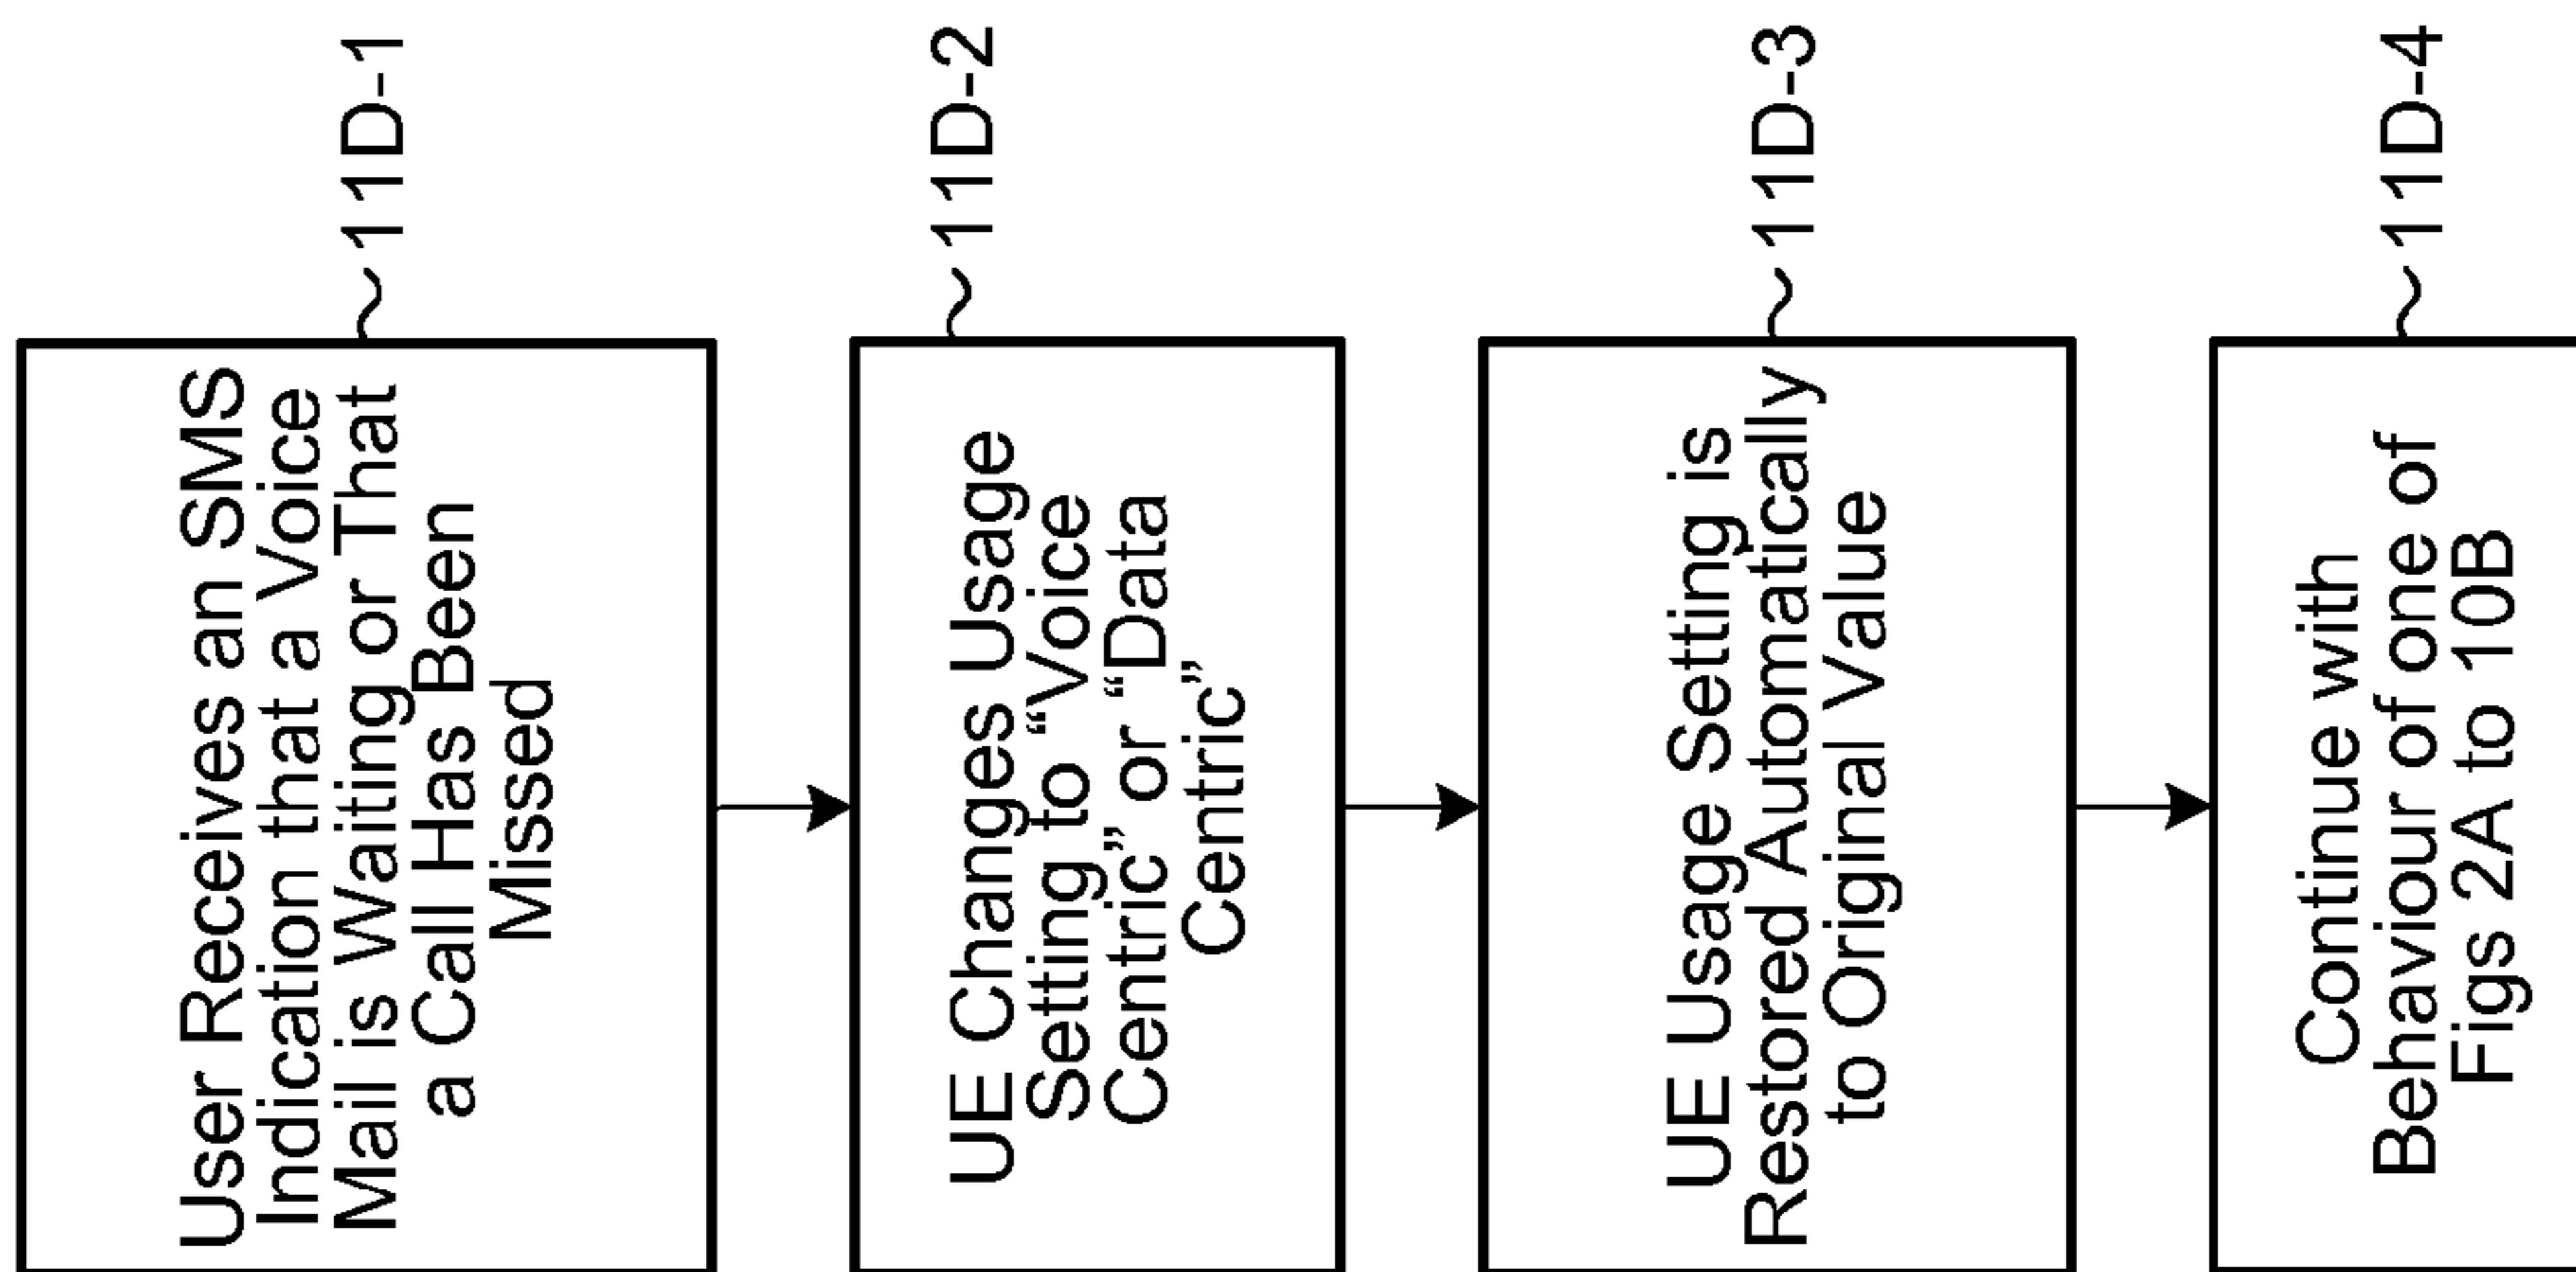 User Receives an SMS
Indication that a Voice
Mail is Waiting or That
a Call Has Been
Missed
11D-1
UE Changes Usage
Setting to “Voice
Centric” or “Data
Centric”
11D-2
UE Usage Setting is
Restored Automatically
to Original Value
11D-3
Continue with
Behaviour of one of
Figs 2A to 10B
11D-4